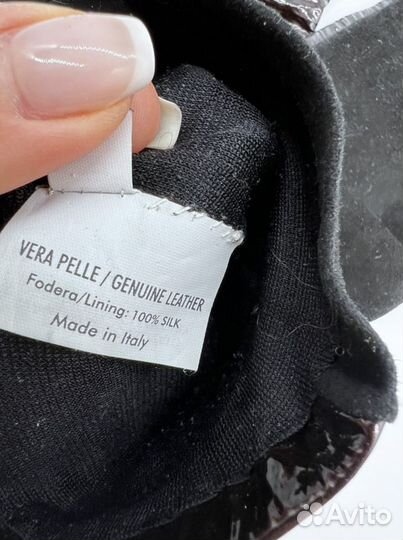 VERA PELLE / GENUINE LEATHER
Fodera/Lining: 100% SILK
Made in Italy
Avito